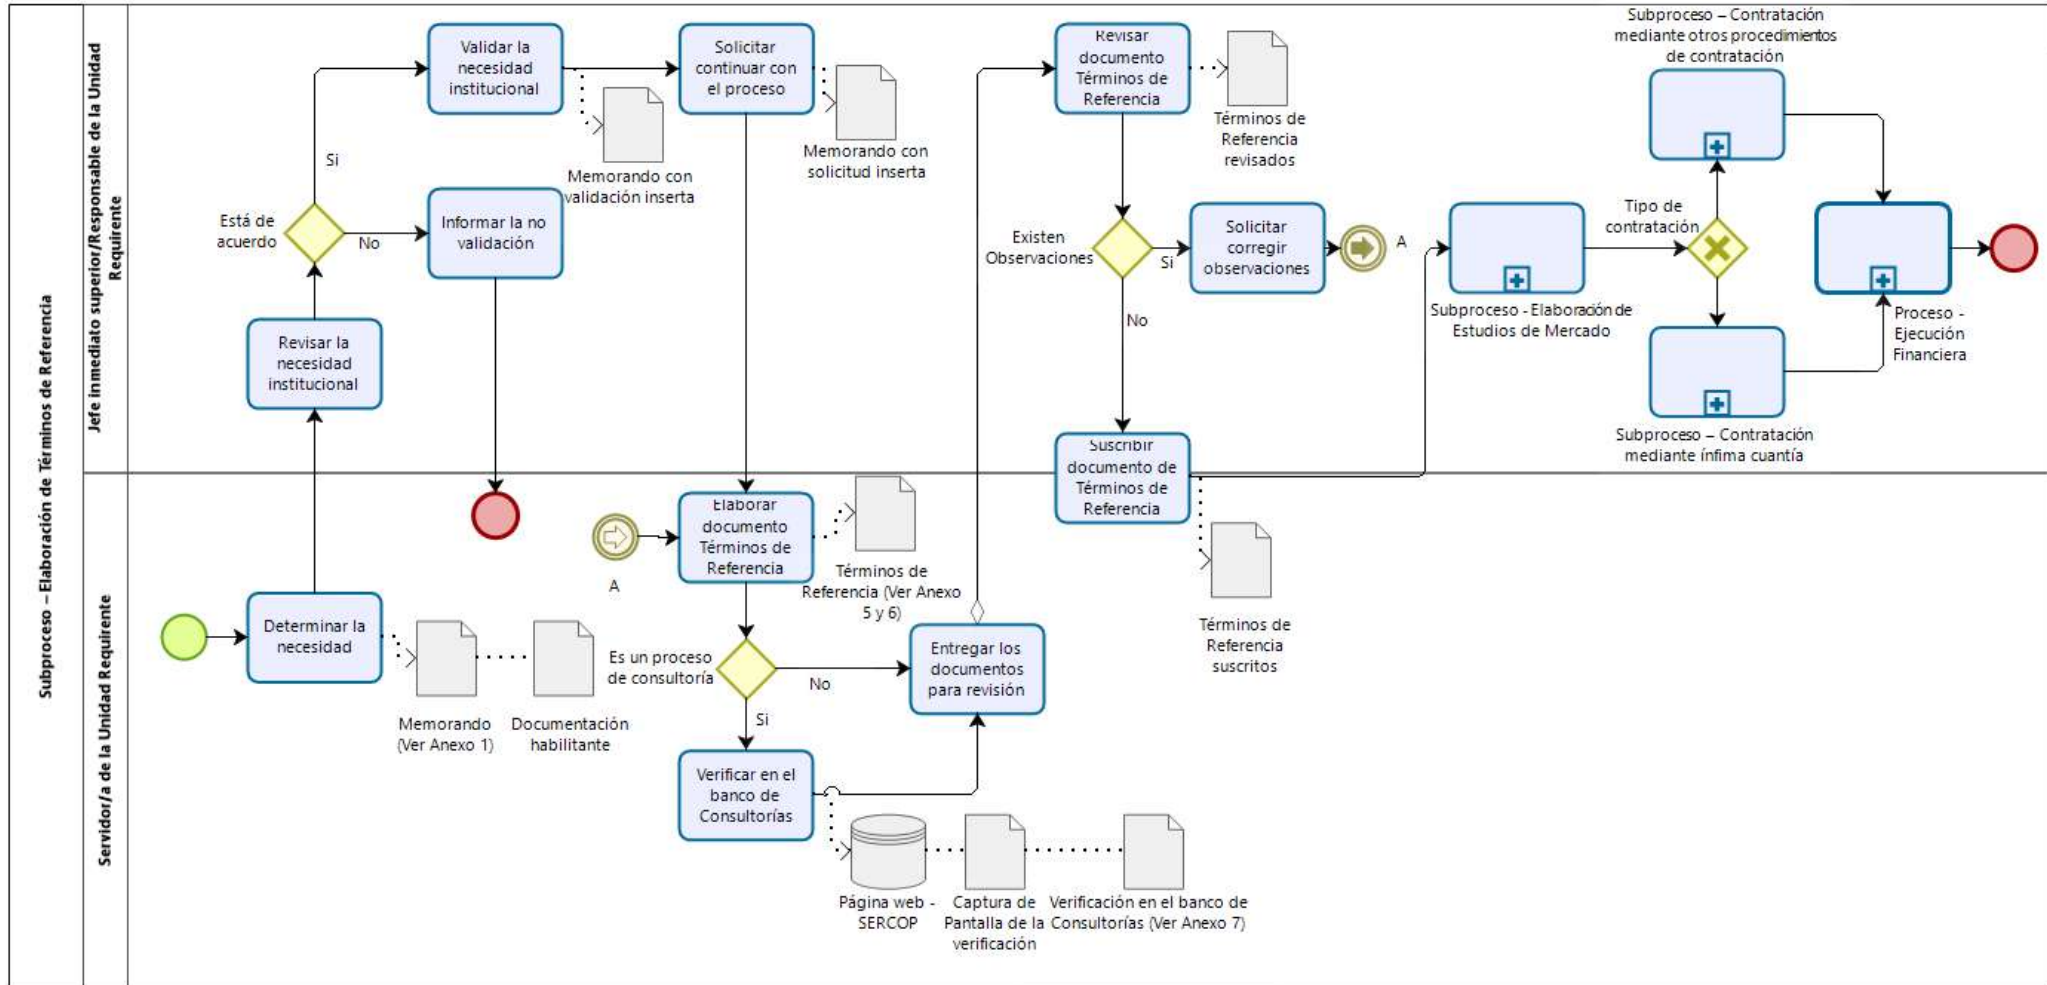 Subproceso – Elaboración de Términos de Referencia
Jefe inmediato superior/Responsable de la Unidad
Requirente
Servidor/a de la Unidad Requirente
Validar la
necesidad
institucional
Solicitar
continuar con
el proceso
Memorando con
validación inserta
Memorando con
solicitud inserta
Si
Está de
acuerdo
No
Informar la no
validación
Revisar la
necesidad
institucional
Revisar
documento
Términos de
Referencia
Términos de
Referencia
revisados
Existen
Observaciones
Si
No
Solicitar
corregir
observaciones
A
Suscribir
documento de
Términos de
Referencia
Términos de
Referencia
suscritos
Subproceso - Elaboración de
Estudios de Mercado
Tipo de
contratación
Subproceso – Contratación
mediante otros procedimientos
de contratación
Subproceso – Contratación
mediante ínfima cuantía
Proceso -
Ejecución
Financiera
Determinar la
necesidad
Memorando
(Ver Anexo 1)
Documentación
habilitante
A
Elaborar
documento
Términos de
Referencia
Términos de
Referencia (Ver Anexo
5 y 6)
Es un proceso
de consultoría
No
Si
Entregar los
documentos
para revisión
Verificar en el
banco de
Consultorías
Página web -
SERCOP
Captura de
Pantalla de la
verificación
Verificación en el banco de
Consultorías (Ver Anexo 7)